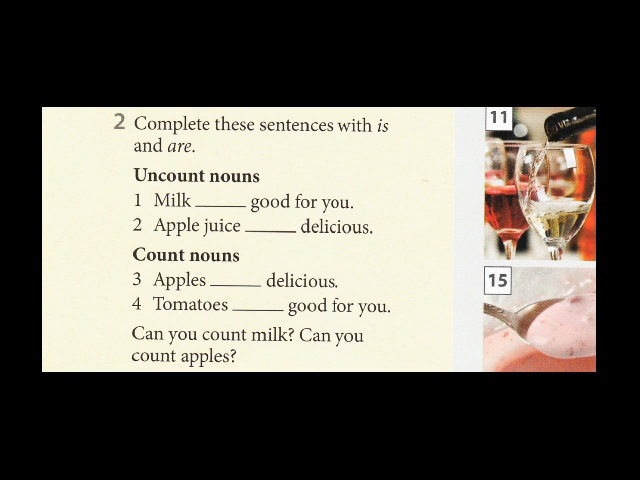 2 Complete these sentences with is
and are.
Uncount nouns
1 Milk ______ good for you.
2 Apple juice ______ delicious.
Count nouns
3 Apples ______ delicious.
4 Tomatoes ______ good for you.
Can you count milk? Can you
count apples?
11
15